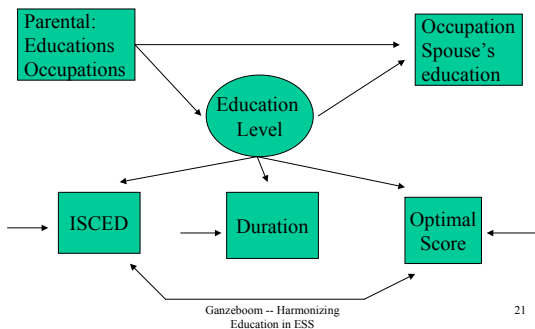 Parental:
Educations
Occupations
Occupation
Spouse's
education
Education
Level
ISCED
Duration
Optimal
Score
Ganzeboom -- Harmonizing
Education in ESS
21